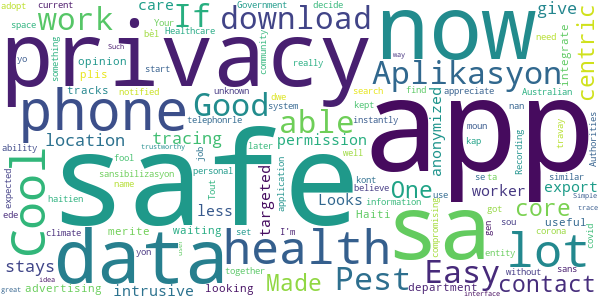 adopt current Your Government decide care If download now give
space Healthcare bèl work centric
Such something community way
privacy Aplikasyon integrate
yo opinion notified really unknown need
plis start system search kept find appreciate Australian
tracks instantly dwe nan
phone Good able anonymized
telephonrle later moun
location tracing permission kap Recording Authorities
Cool ability fool job well trustworthy
safe app
sansibilizasyon personal application believe similar travay
name Tout kont se ta
expected targeted One worker export
Looks less Haiti use
haitien set I'm information core useful
ede merite waiting stays
climate yon together entity got sou corona Simple
data health sa lot
gen covid trace
advertising looking compromising without sans
idea intrusive Made Pest department Easy contact
great interface